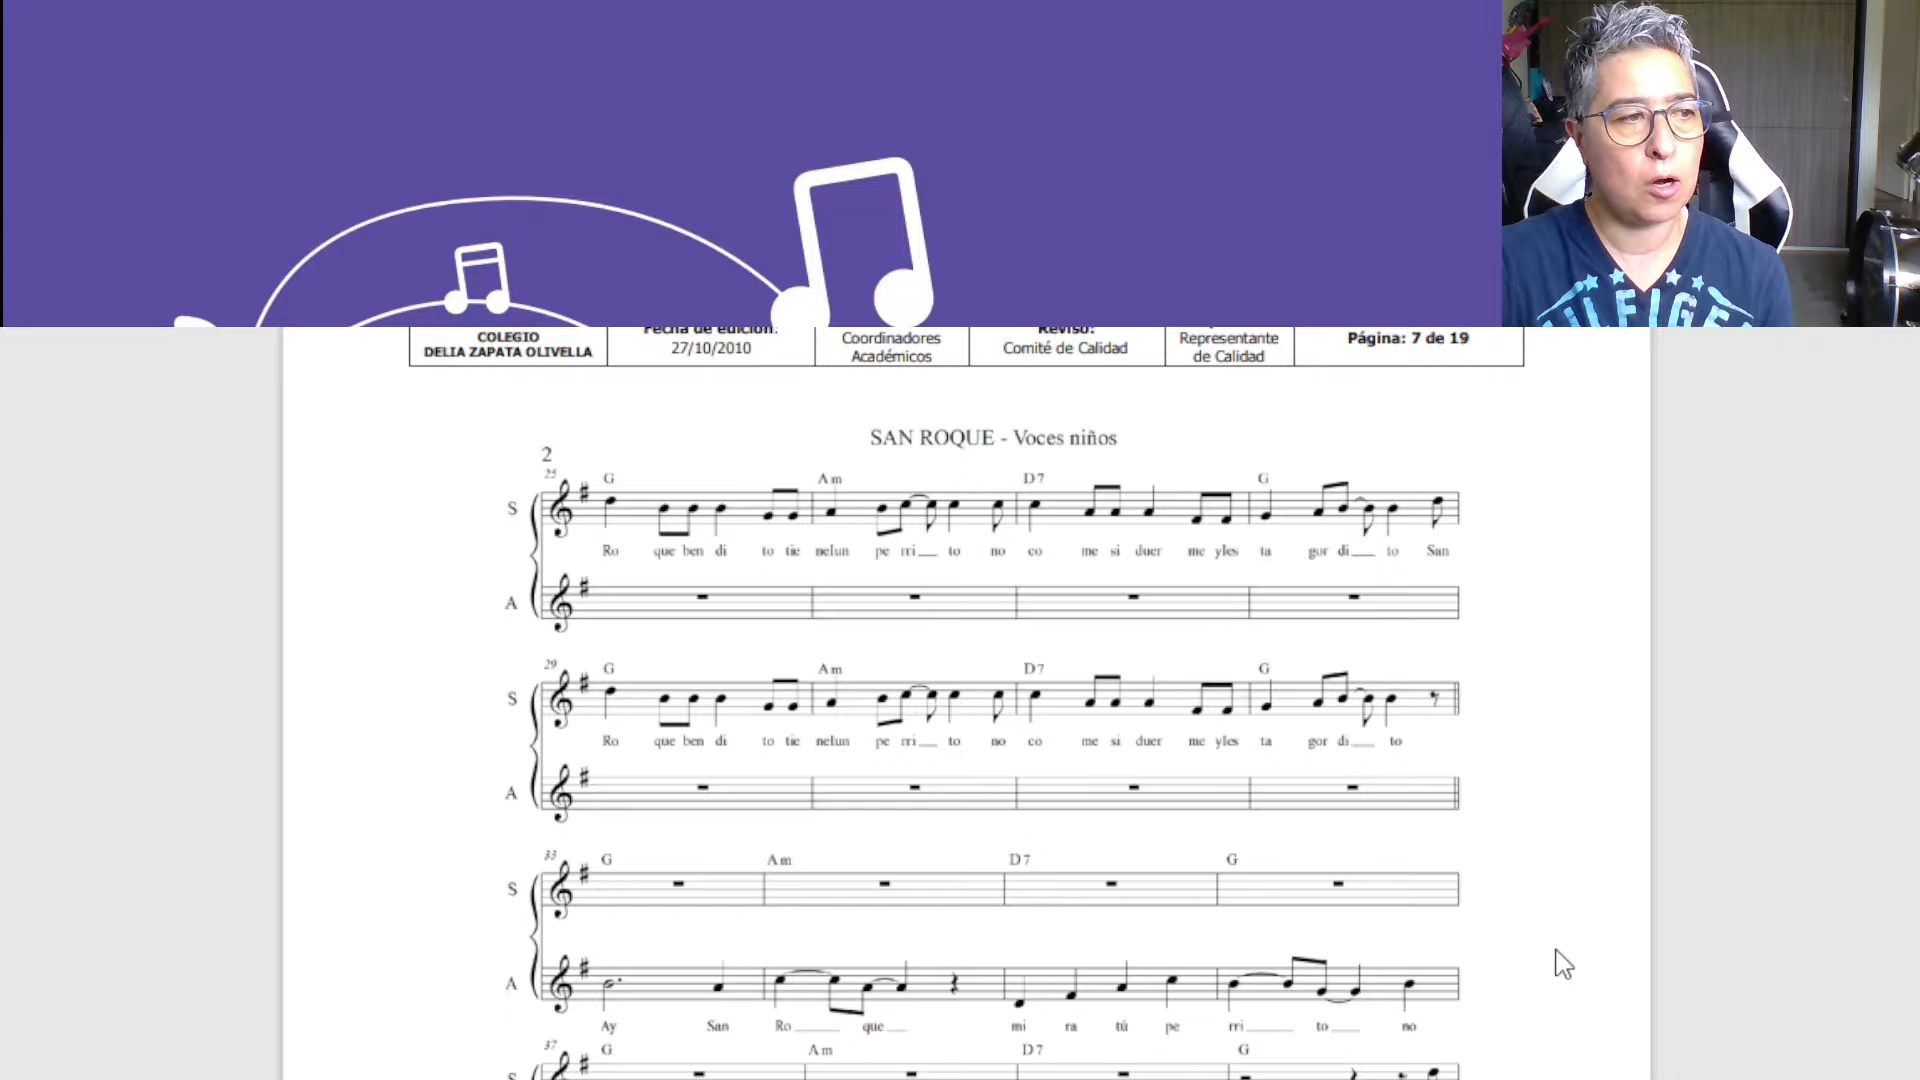 COLEGIO
DELIA ZAPATA OLIVELLA
Fecha de edición:
27/10/2010
Coordinadores
Académicos
Revisó:
Comité de Calidad
Representante
de Calidad
Página: 7 de 19
SAN ROQUE - Voces niños
2
25
G Am D7 G
S
Ro que ben di to tie nelun pe rri to no co me si duer me yles ta gor di to San
A
29
G Am D7 G
S
Ro que ben di to tie nelun pe rri to no co me si duer me yles ta gor di to
A
33
G Am D7 G
S
A
Ay San Ro que mi ra tú pe rri to no
37
G Am D7 G
S